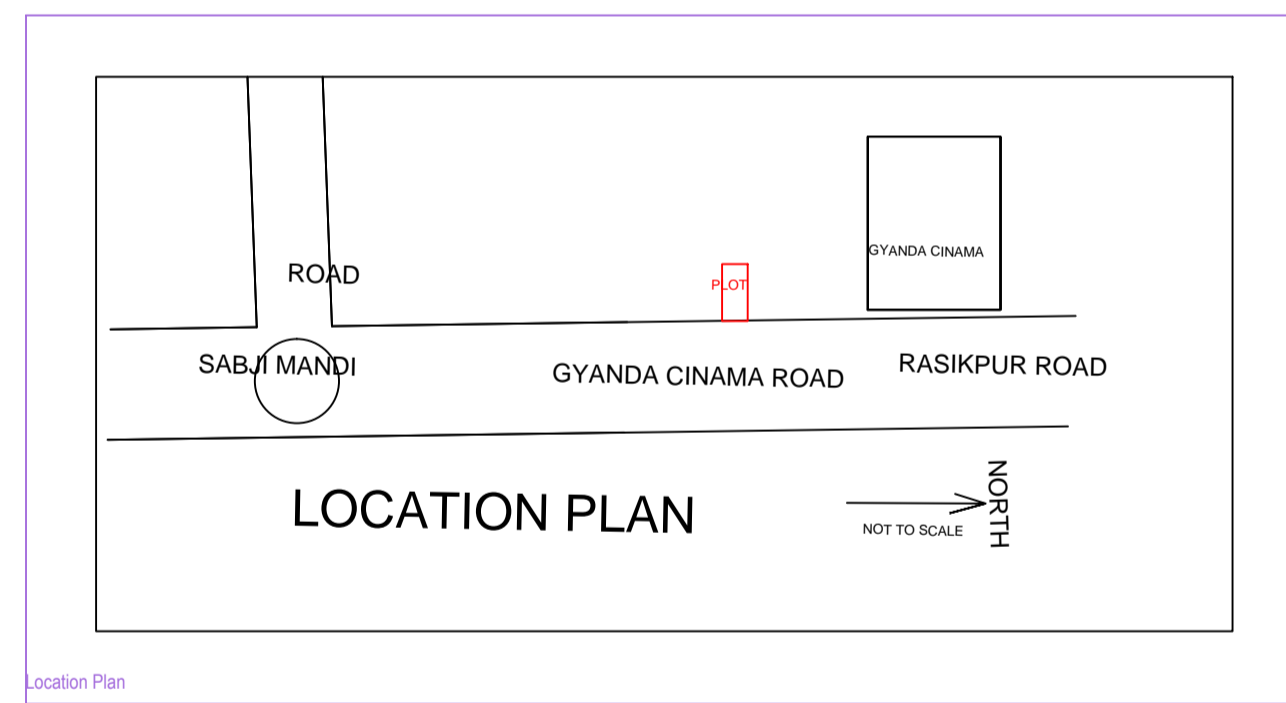 GYANDA CINAMA
ROAD
PLOT
SABJI MANDI
GYANDA CINAMA ROAD
RASIKPUR ROAD
LOCATION PLAN
NORTH
NOT TO SCALE
Location Plan